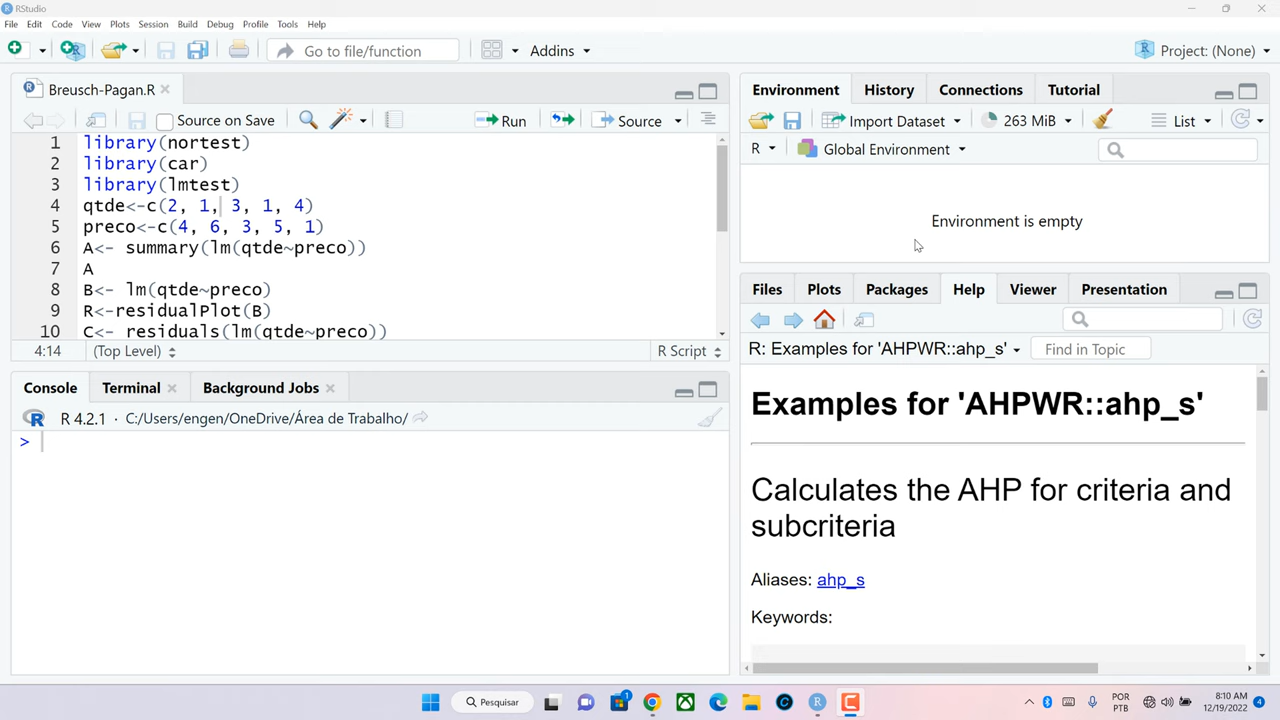 RStudio
File Edit Code View Plots Session Build Debug Profile Tools Help
Go to file/function Addins Project: (None)
Breusch-Pagan.R
Source on Save Run Source
1 library(nortest)
2 library(car)
3 library(lmtest)
4 qtde<-c(2, 1, 3, 1, 4)
5 preco<-c(4, 6, 3, 5, 1)
6 A<- summary(lm(qtde~preco))
7 A
8 B<- lm(qtde~preco)
9 R<-residualPlot(B)
10 C<- residuals(lm(qtde~preco))
4:14 (Top Level) R Script
Console Terminal Background Jobs
R 4.2.1 · C:/Users/engen/OneDrive/Área de Trabalho/
>
Environment History Connections Tutorial
Import Dataset 263 MiB List
R Global Environment
Environment is empty
Files Plots Packages Help Viewer Presentation
R: Examples for 'AHPWR::ahp_s' Find in Topic
Examples for 'AHPWR::ahp_s'
Calculates the AHP for criteria and
subcriteria
Aliases: ahp_s
Keywords:
Pesquisar
1
POR
PTB
8:10 AM
12/19/2022
4